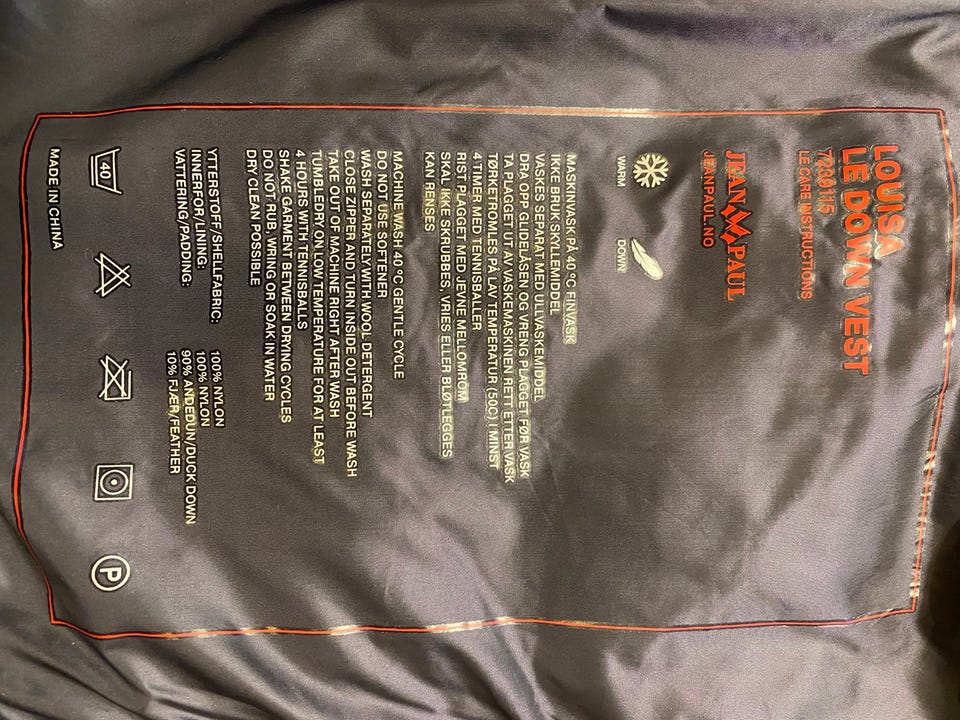 LOUISA
LE DOWN VEST
7239115
LE CARE INSTRUCTIONS
JEAN PAUL
JEANPAUL.NO
WARM
DOWN
MASKINVASK PÅ 40 °C FINVASK
IKKE BRUK SKYLLEMIDDEL
VASKES SEPARAT MED ULLVASKEMIDDEL
DRA OPP GLIDELÅSEN OG VRENG PLAGGET FØR VASK
TA PLAGGET UT AV VASKEMASKINEN RETT ETTER VASK
TØRKETROMLES PÅ LAV TEMPERATUR (50C) I MINST
4 TIMER MED TENNISBALLER
RIST PLAGGET MED JEVNE MELLOMROM
SKAL IKKE SKRUBBES, VRIES ELLER BLØTLEGGES
KAN RENSES
MACHINE WASH 40 °C GENTLE CYCLE
DO NOT USE SOFTENER
WASH SEPARATELY WITH WOOL DETERGENT
CLOSE ZIPPER AND TURN INSIDE OUT BEFORE WASH
TAKE OUT OF MACHINE RIGHT AFTER WASH
TUMBLEDRY ON LOW TEMPERATURE FOR AT LEAST
4 HOURS WITH TENNISBALLS
SHAKE GARMENT BETWEEN DRYING CYCLES
DO NOT RUB, WRING OR SOAK IN WATER
DRY CLEAN POSSIBLE
YTTERSTOFF/SHELLFABRIC: 100% NYLON
INNERFOR/LINING: 100% NYLON
VATTERING/PADDING: 90% ANDEDUN/DUCK DOWN
10% FJÆR/FEATHER
40
P
MADE IN CHINA